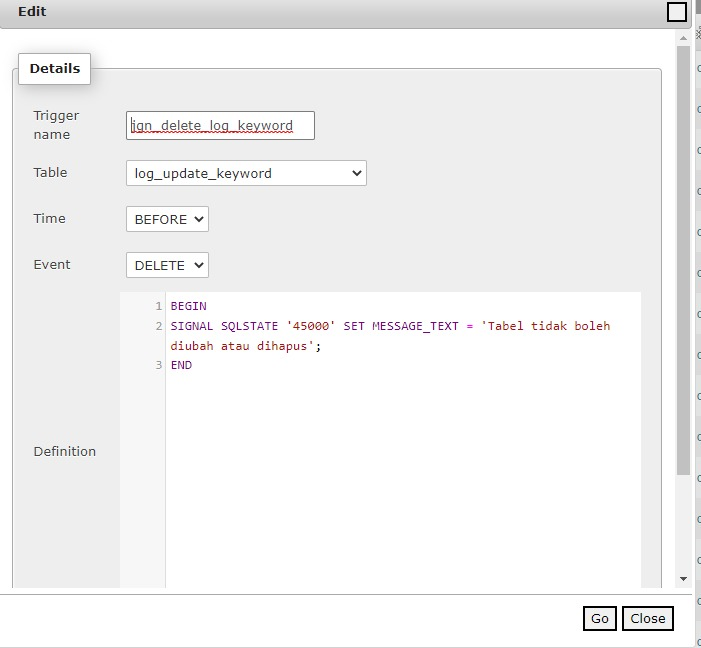 Edit
Details
Trigger
name
ign_delete_log_keyword
Table
log_update_keyword
Time
BEFORE
Event
DELETE
Definition
1 BEGIN
2 SIGNAL SQLSTATE '45000' SET MESSAGE_TEXT = 'Tabel tidak boleh
diubah atau dihapus';
3 END
Go
Close